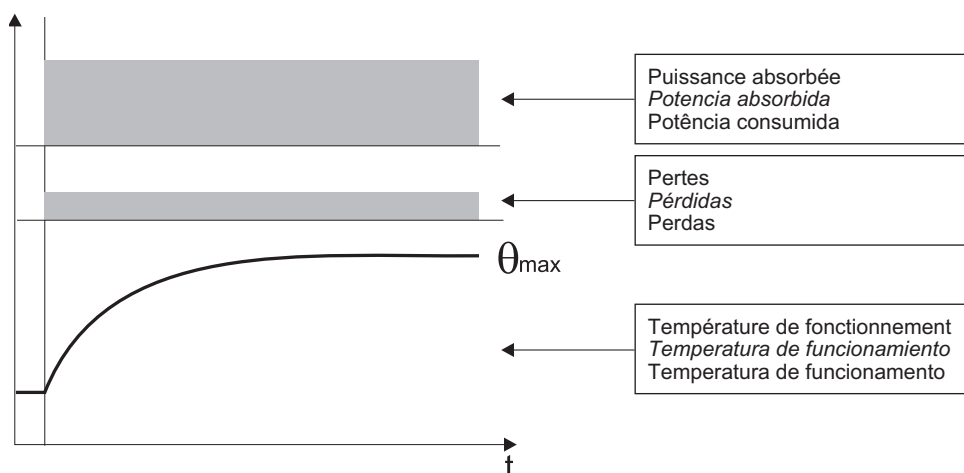 Puissance absorbée
Potencia absorbida
Potência consumida
Pertes
Pérdidas
Perdas
θmax
Température de fonctionnement
Temperatura de funcionamiento
Temperatura de funcionamento
t